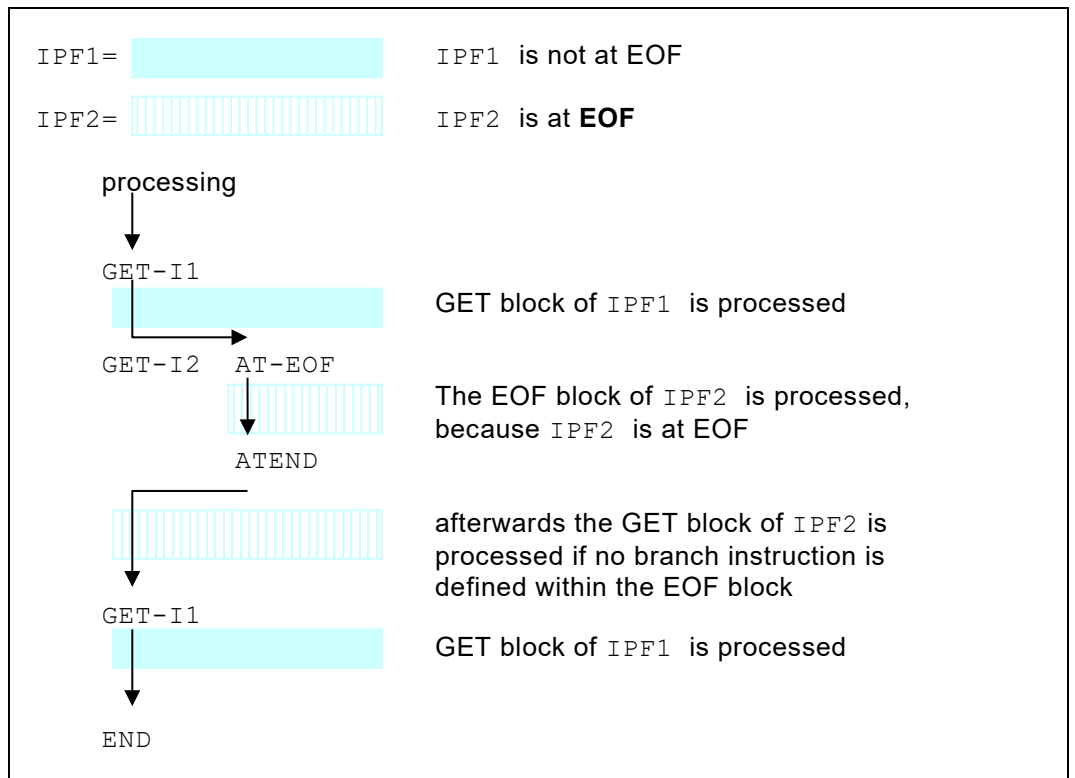 IPF1= IPF1 is not at EOF
IPF2= IPF2 is at EOF
processing
GET-I1
GET block of IPF1 is processed
GET-I2 AT-EOF
The EOF block of IPF2 is processed,
because IPF2 is at EOF
ATEND
afterwards the GET block of IPF2 is
processed if no branch instruction is
defined within the EOF block
GET-I1
GET block of IPF1 is processed
END